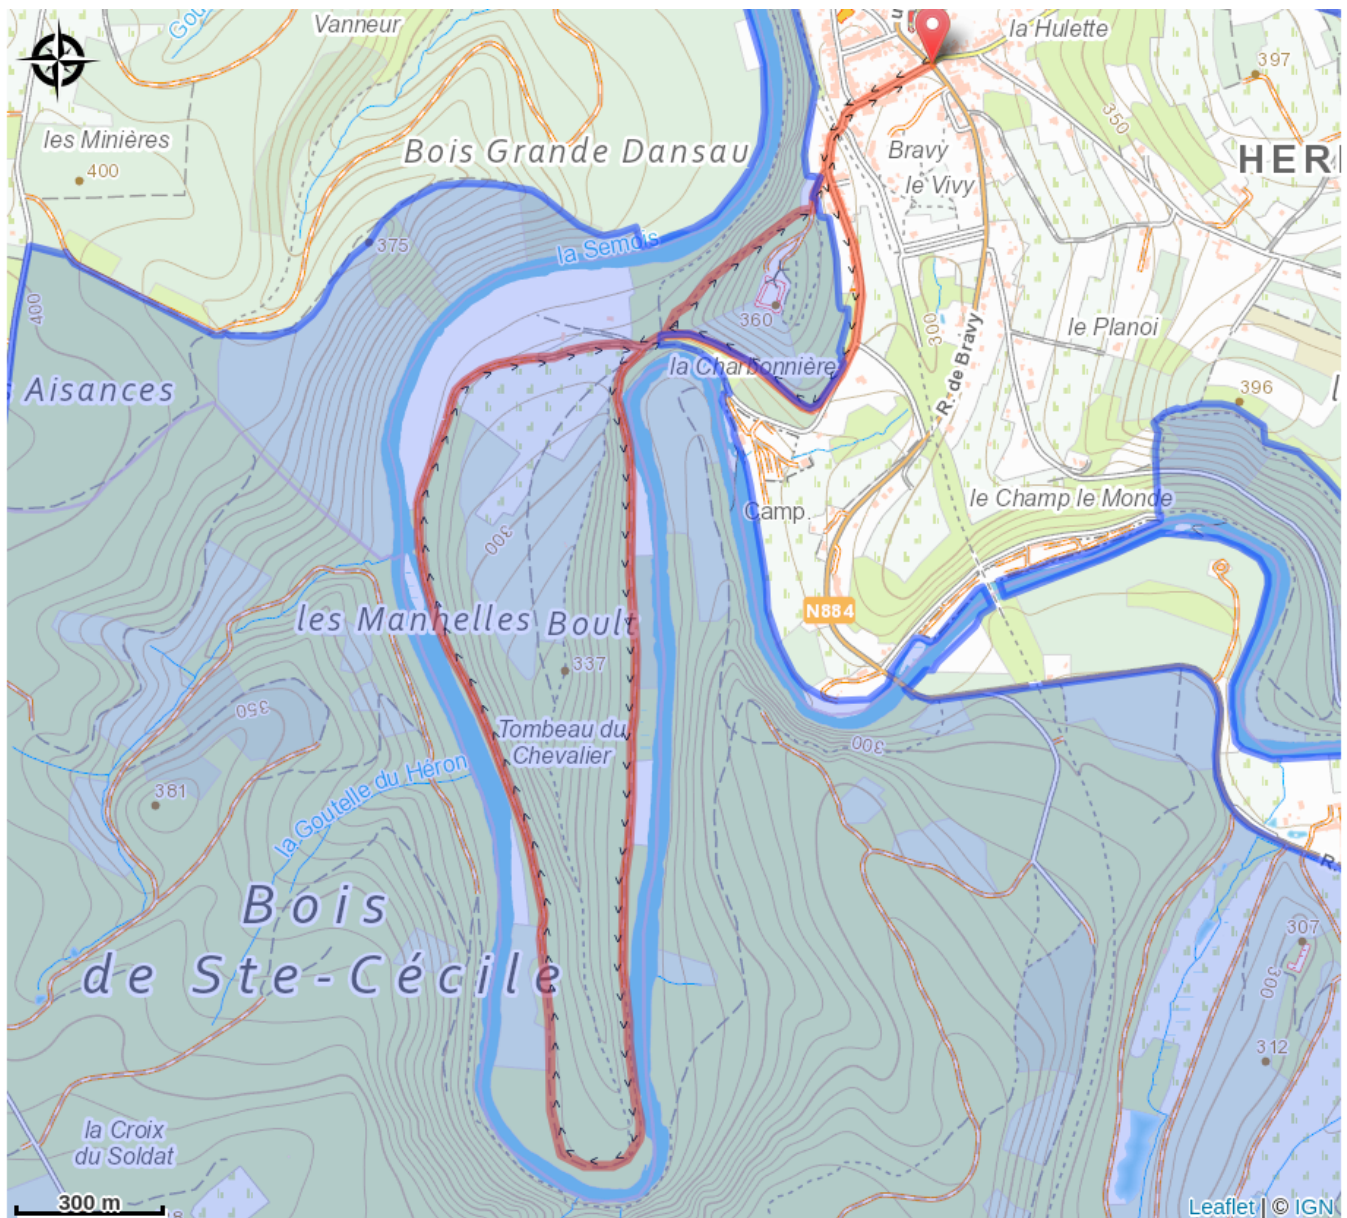 Vanneur
la Hulette
397
les Minières
400
Bois Grande Dansau
350
Bravy
HER
le Vivy
375
la Semois
400
360
300
le Planoi
la Charbonnière
R. de Bravy
Aisances
396
300
Camp.
le Champ le Monde
les Manhelles
Boult
N884
337
350
Tombeau du
Chevalier
300
381
la Goutelle du Héron
R.
Bois
de Ste-Cécile
307
300
312
la Croix
du Soldat
300 m
Leaflet | © IGN